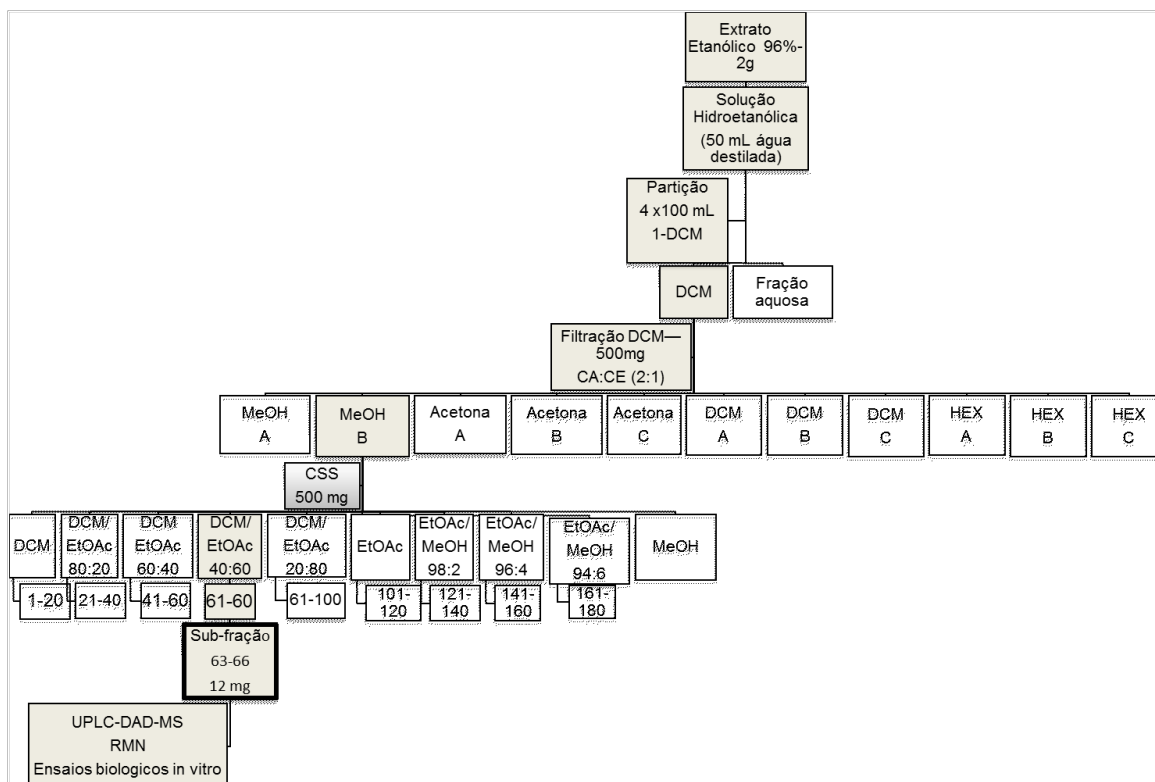 Extrato
Etanólico 96%-
2g
Solução
Hidroetanólica
(50 mL água
destilada)
Partição
4 x100 mL
1-DCM
DCM
Fração
aquosa
Filtração DCM—
500mg
CA:CE (2:1)
MeOH
A
MeOH
B
Acetona
A
Acetona
B
Acetona
C
DCM
A
DCM
B
DCM
C
HEX
A
HEX
B
HEX
C
CSS
500 mg
DCM
DCM/
EtOAc
80:20
DCM
EtOAc
60:40
DCM/
EtOAc
40:60
DCM/
EtOAc
20:80
EtOAc
EtOAc/
MeOH
98:2
EtOAc/
MeOH
96:4
EtOAc/
MeOH
94:6
MeOH
1-20
21-40
41-60
61-60
61-100
101-
120
121-
140
141-
160
161-
180
Sub-fração
63-66
12 mg
UPLC-DAD-MS
RMN
Ensaios biologicos in vitro